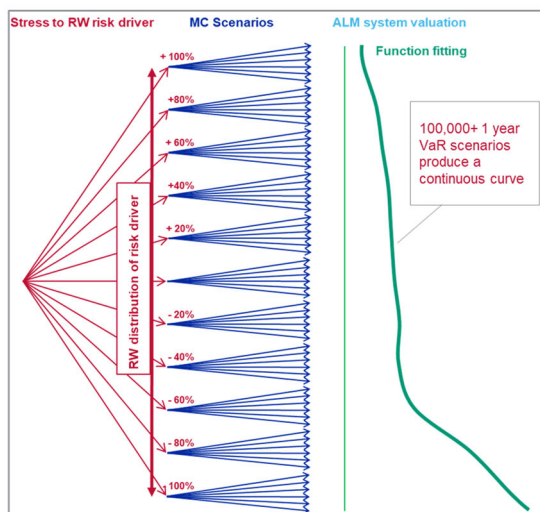 Stress to RW risk driver
MC Scenarios
ALM system valuation
Function fitting
+ 100%
+80%
+ 60%
+40%
+ 20%
- 20%
- 40%
- 60%
- 80%
100%
RW distribution of risk driver
100,000+ 1 year
VaR scenarios
produce a
continuous curve